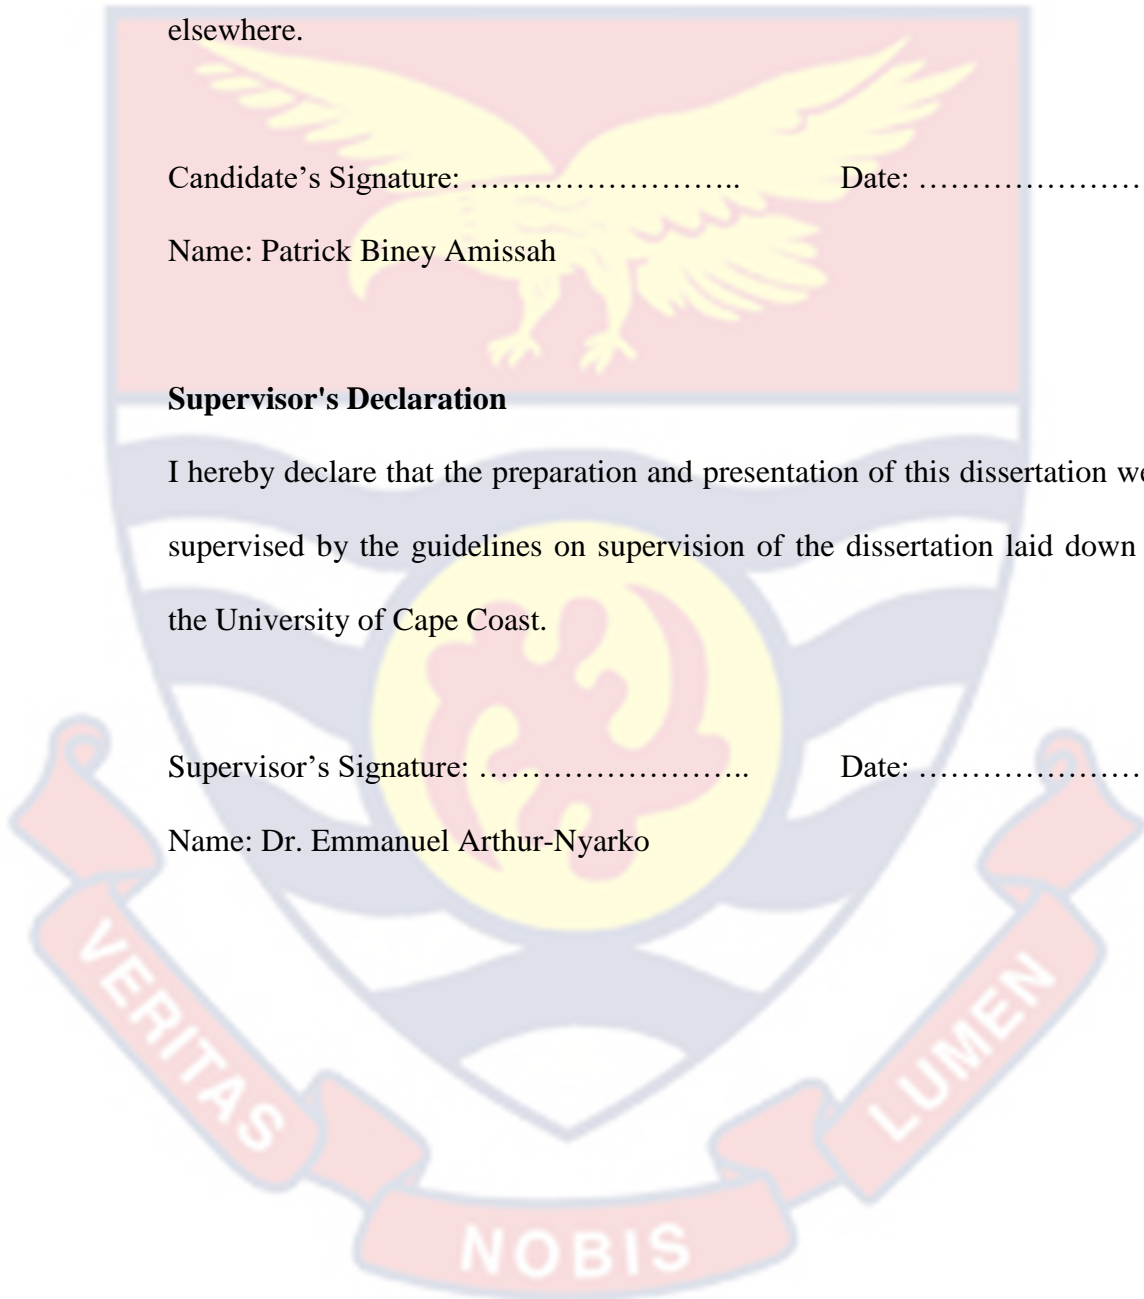 elsewhere.
Candidate’s Signature: …………………….. Date: …………………
Name: Patrick Biney Amissah
Supervisor's Declaration
I hereby declare that the preparation and presentation of this dissertation
supervised by the guidelines on supervision of the dissertation laid down
the University of Cape Coast.
Supervisor’s Signature: …………………….. Date: …………………
Name: Dr. Emmanuel Arthur-Nyarko
VERITAS NOBIS LUMEN